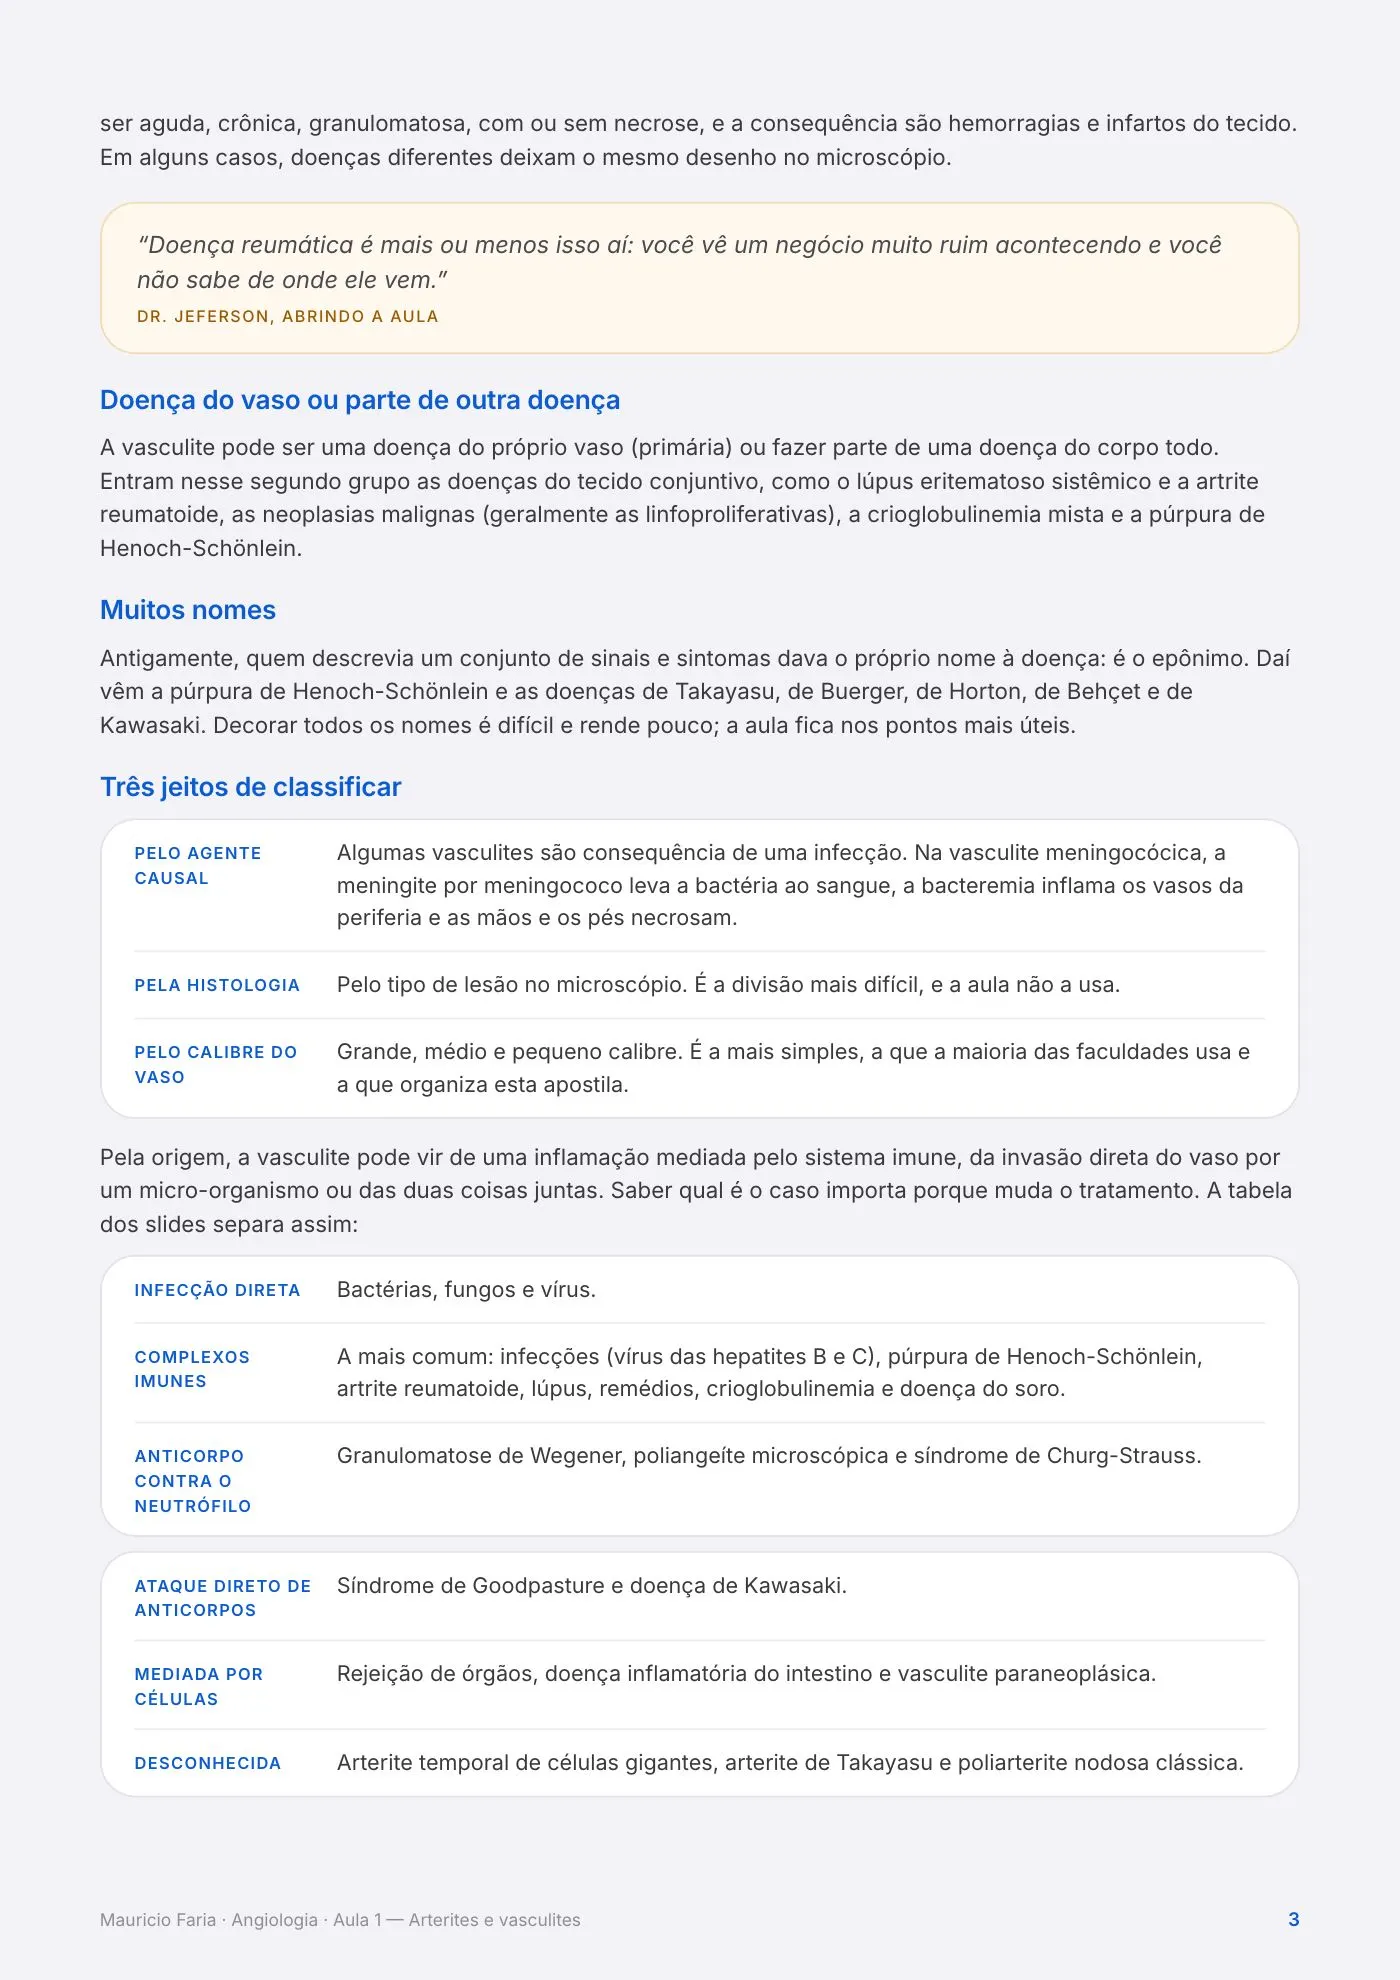 ser aguda, crônica, granulomatosa, com ou sem necrose, e a consequência são hemorragias e infartos do tecido.
Em alguns casos, doenças diferentes deixam o mesmo desenho no microscópio.
“Doença reumática é mais ou menos isso aí: você vê um negócio muito ruim acontecendo e você
não sabe de onde ele vem.”
DR. JEFERSON, ABRINDO A AULA
Doença do vaso ou parte de outra doença
A vasculite pode ser uma doença do próprio vaso (primária) ou fazer parte de uma doença do corpo todo.
Entram nesse segundo grupo as doenças do tecido conjuntivo, como o lúpus eritematoso sistêmico e a artrite
reumatoide, as neoplasias malignas (geralmente as linfoproliferativas), a crioglobulinemia mista e a púrpura de
Henoch-Schönlein.
Muitos nomes
Antigamente, quem descrevia um conjunto de sinais e sintomas dava o próprio nome à doença: é o epônimo. Daí
vêm a púrpura de Henoch-Schönlein e as doenças de Takayasu, de Buerger, de Horton, de Behçet e de
Kawasaki. Decorar todos os nomes é difícil e rende pouco; a aula fica nos pontos mais úteis.
Três jeitos de classificar
PELO AGENTE
CAUSAL
Algumas vasculites são consequência de uma infecção. Na vasculite meningocócica, a
meningite por meningococo leva a bactéria ao sangue, a bacteremia inflama os vasos da
periferia e as mãos e os pés necrosam.
PELA HISTOLOGIA
Pelo tipo de lesão no microscópio. É a divisão mais difícil, e a aula não a usa.
PELO CALIBRE DO
VASO
Grande, médio e pequeno calibre. É a mais simples, a que a maioria das faculdades usa e
a que organiza esta apostila.
Pela origem, a vasculite pode vir de uma inflamação mediada pelo sistema imune, da invasão direta do vaso por
um micro-organismo ou das duas coisas juntas. Saber qual é o caso importa porque muda o tratamento. A tabela
dos slides separa assim:
INFECÇÃO DIRETA
Bactérias, fungos e vírus.
COMPLEXOS
IMUNES
A mais comum: infecções (vírus das hepatites B e C), púrpura de Henoch-Schönlein,
artrite reumatoide, lúpus, remédios, crioglobulinemia e doença do soro.
ANTICORPO
CONTRA O
NEUTRÓFILO
Granulomatose de Wegener, poliangeíte microscópica e síndrome de Churg-Strauss.
ATAQUE DIRETO DE
ANTICORPOS
Síndrome de Goodpasture e doença de Kawasaki.
MEDIADA POR
CÉLULAS
Rejeição de órgãos, doença inflamatória do intestino e vasculite paraneoplásica.
DESCONHECIDA
Arterite temporal de células gigantes, arterite de Takayasu e poliarterite nodosa clássica.
Mauricio Faria · Angiologia · Aula 1 — Arterites e vasculites
3